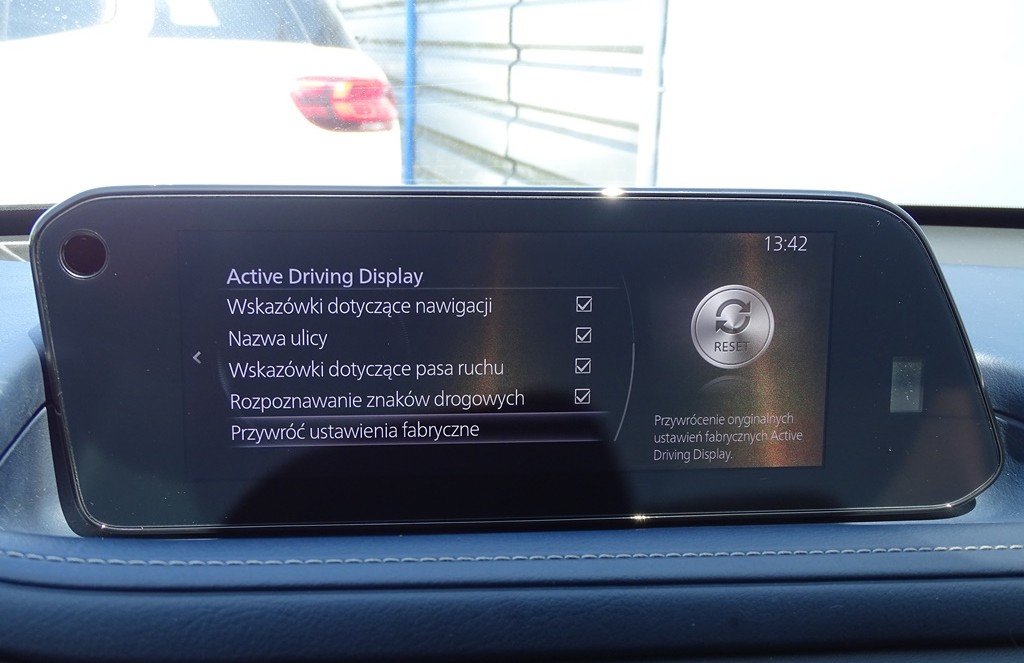 13:42
Active Driving Display
Wskazówki dotyczące nawigacji
Nazwa ulicy
Wskazówki dotyczące pasa ruchu
Rozpoznawanie znaków drogowych
Przywróć ustawienia fabryczne
RESET
Przywrócenie oryginalnych
ustawień fabrycznych Active
Driving Display.